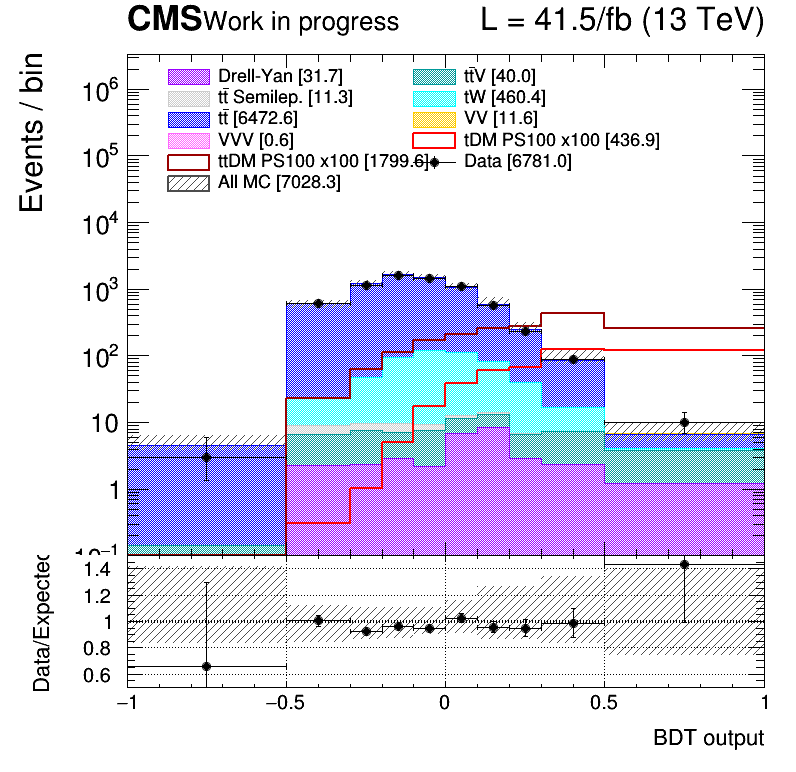 CMS Work in progress L = 41.5/fb (13 TeV)
Events / bin
Drell-Yan [31.7] tt̄V [40.0]
tt̄ Semilep. [11.3] tW [460.4]
tt̄ [6472.6] VV [11.6]
VVV [0.6] tDM PS100 x100 [436.9]
ttDM PS100 x100 [1799.6] Data [6781.0]
All MC [7028.3]
10⁶
10⁵
10⁴
10³
10²
10
1
10⁻¹
Data/Expected
1.4
1.2
1
0.8
0.6
−1 −0.5 0 0.5 1
BDT output